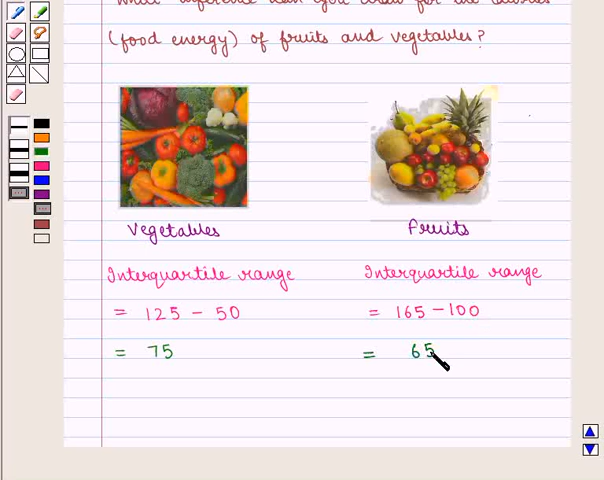 (food energy) of fruits and vegetables?
Vegetables Fruits
Interquartile range Interquartile range
= 125 - 50 = 165 - 100
= 75 = 65